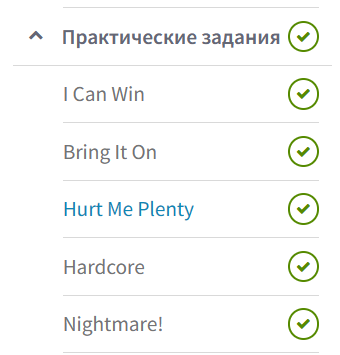 Практические задания
I Can Win
Bring It On
Hurt Me Plenty
Hardcore
Nightmare!